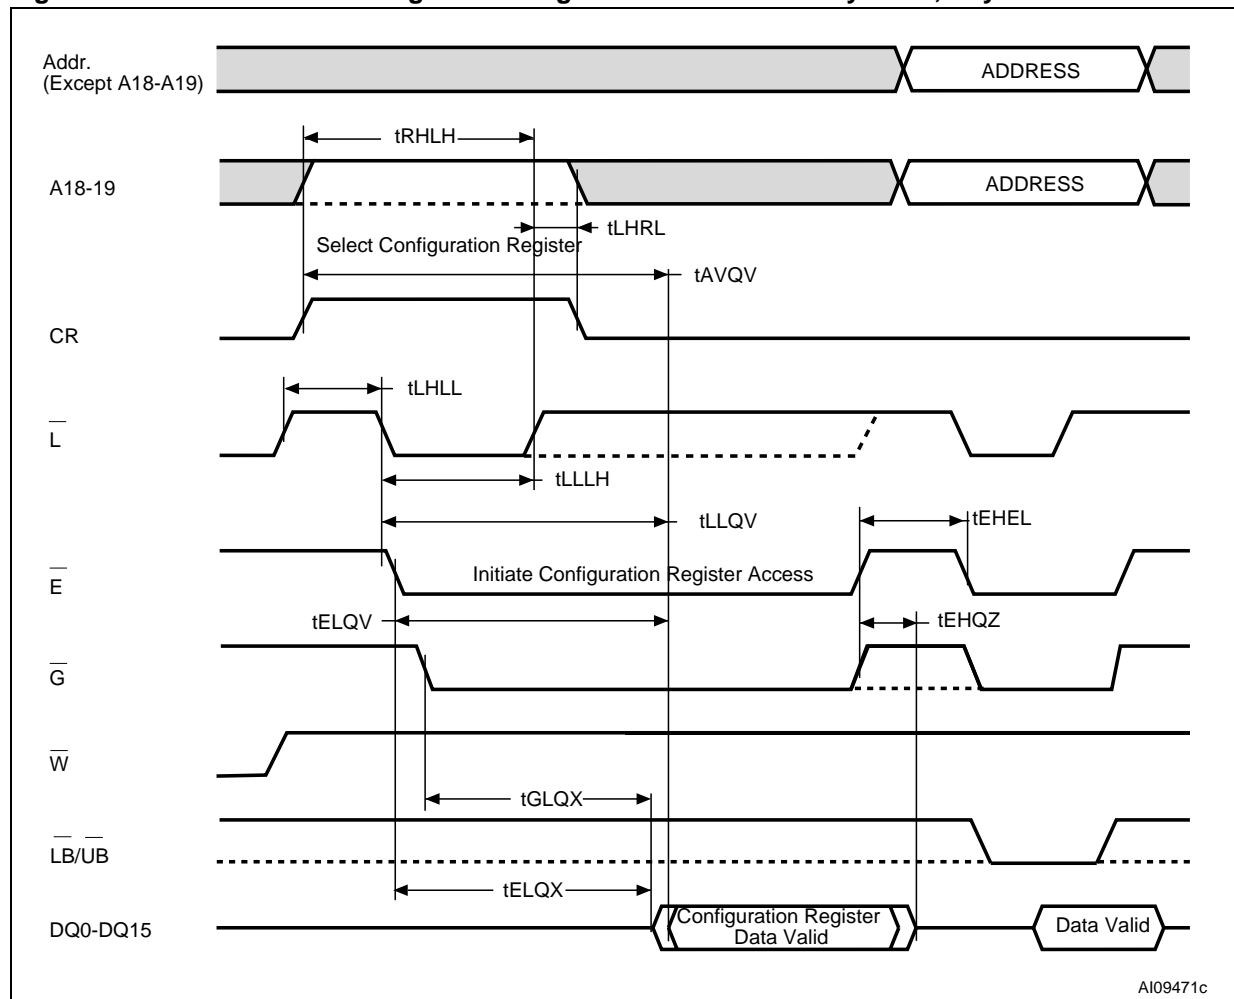 Addr.
(Except A18-A19)
ADDRESS
tRHLH
A18-19
ADDRESS
tLHRL
Select Configuration Register
tAVQV
CR
tLHLL
L
tLLLH
tLLQV
tEHEL
E
Initiate Configuration Register Access
tELQV
tEHQZ
G
W
tGLQX
LB/UB
tELQX
DQ0-DQ15
Configuration Register
Data Valid
Data Valid
AI09471c